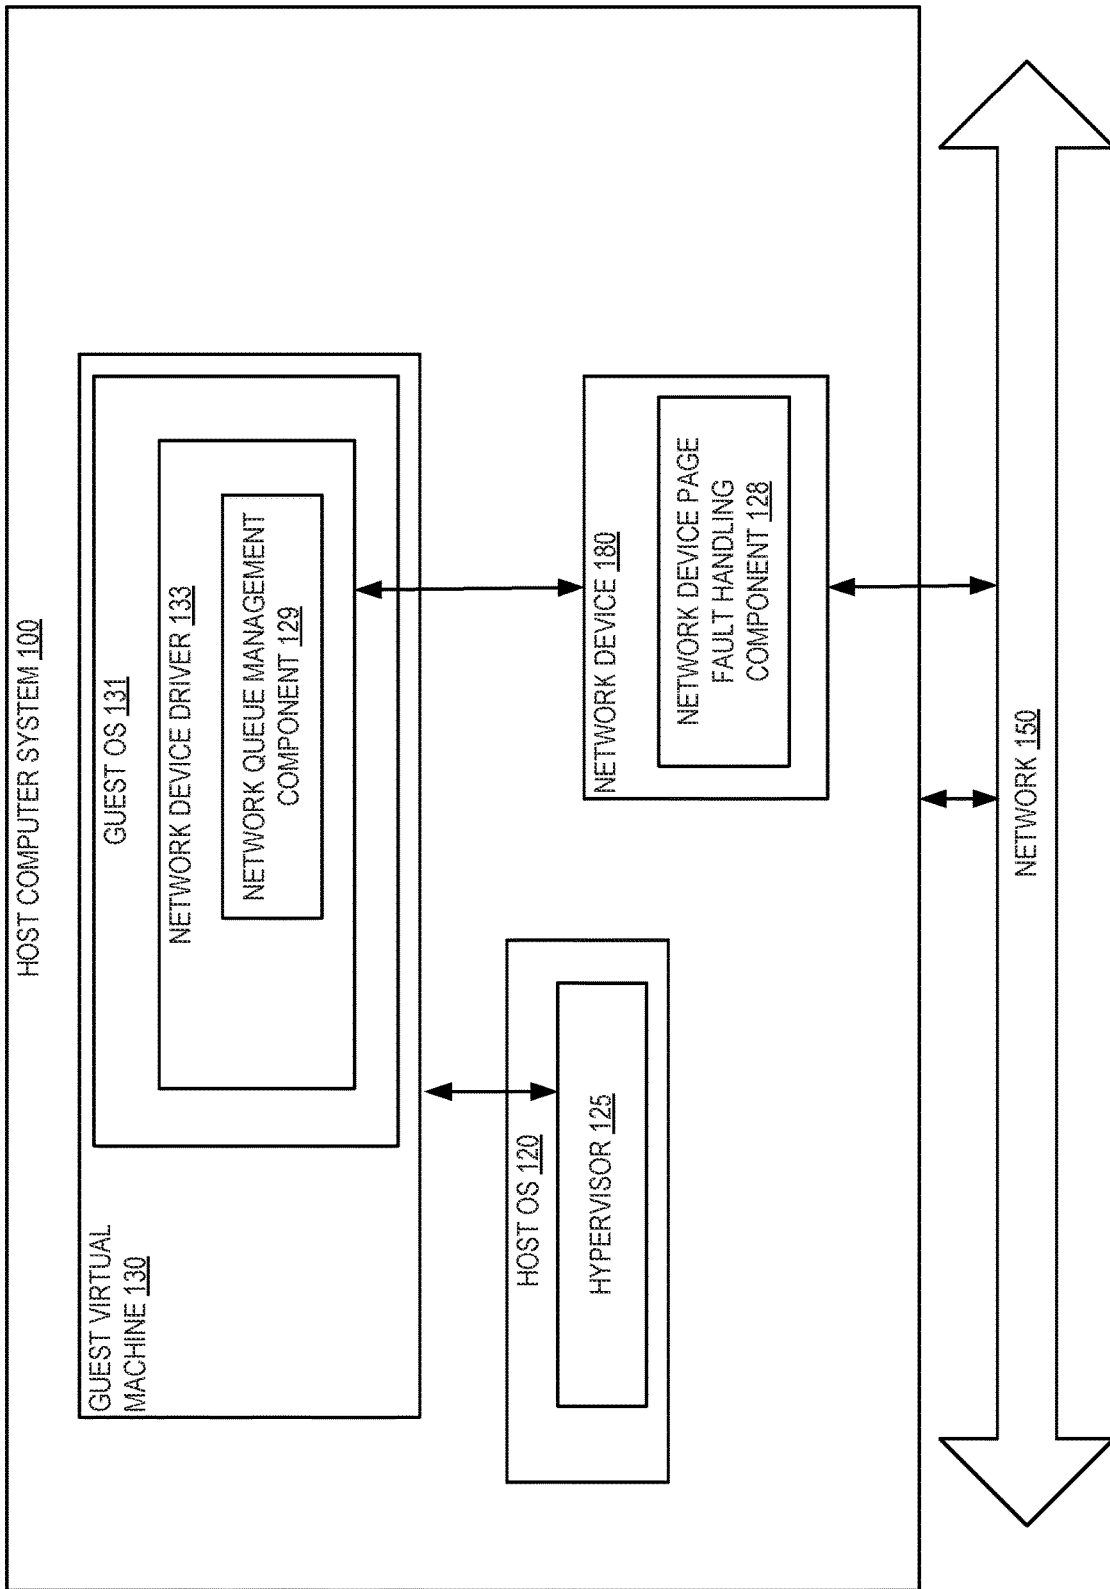 HOST COMPUTER SYSTEM 100
GUEST VIRTUAL
MACHINE 130
GUEST OS 131
NETWORK DEVICE DRIVER 133
NETWORK QUEUE MANAGEMENT
COMPONENT 129
HOST OS 120
HYPERVISOR 125
NETWORK DEVICE 180
NETWORK DEVICE PAGE
FAULT HANDLING
COMPONENT 128
NETWORK 150